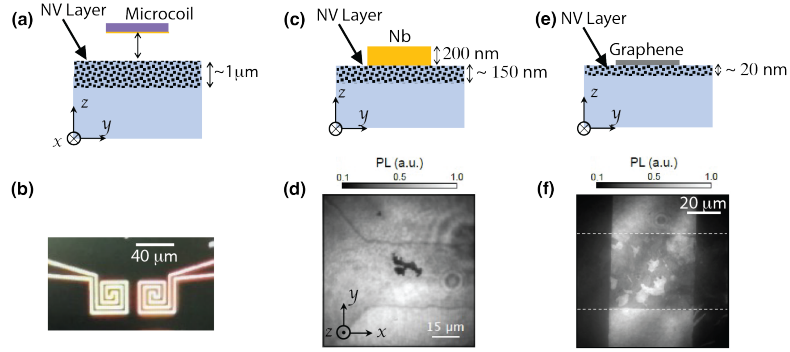 (a)
Microcoil
NV Layer
~1μm
z
y
x
(b)
40 μm
(c)
NV Layer
Nb
200 nm
~ 150 nm
z
y
x
PL (a.u.)
0.1 0.5 1.0
(d)
y
z
x
15 μm
(e)
NV Layer
Graphene
~ 20 nm
z
y
x
PL (a.u.)
0.1 0.5 1.0
(f)
20 μm